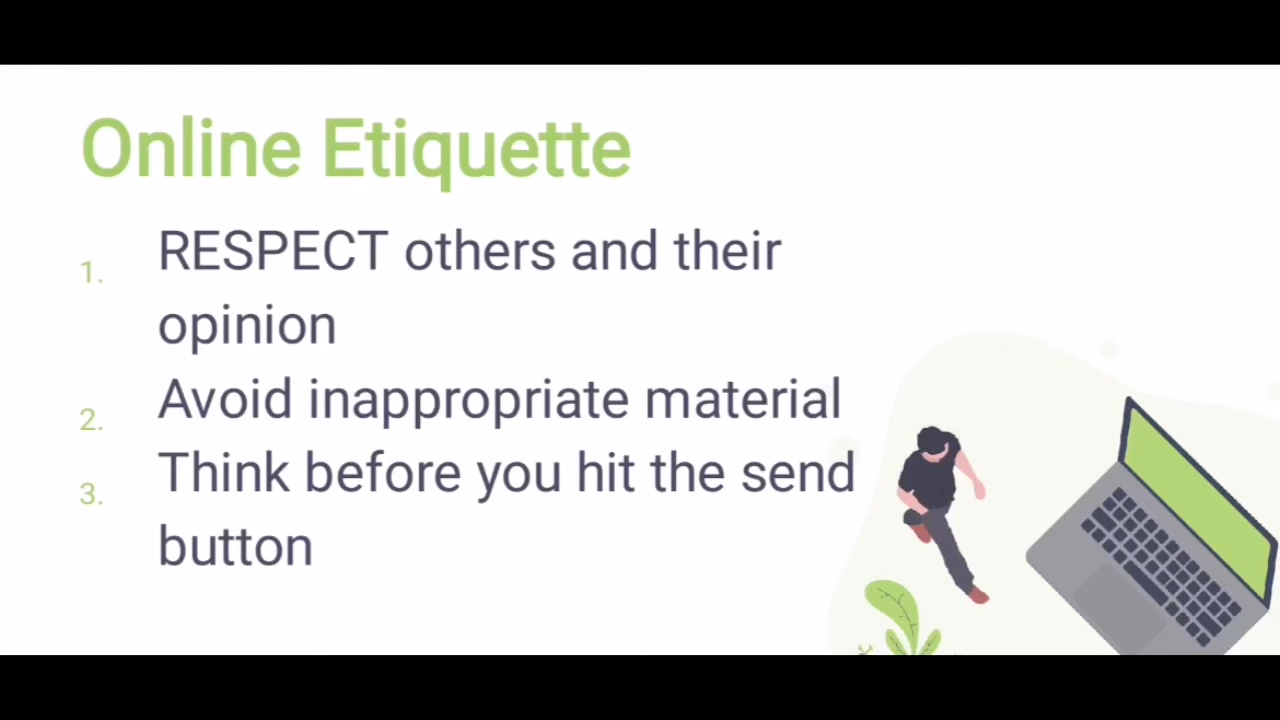 Online Etiquette
1. RESPECT others and their
opinion
2. Avoid inappropriate material
3. Think before you hit the send
button